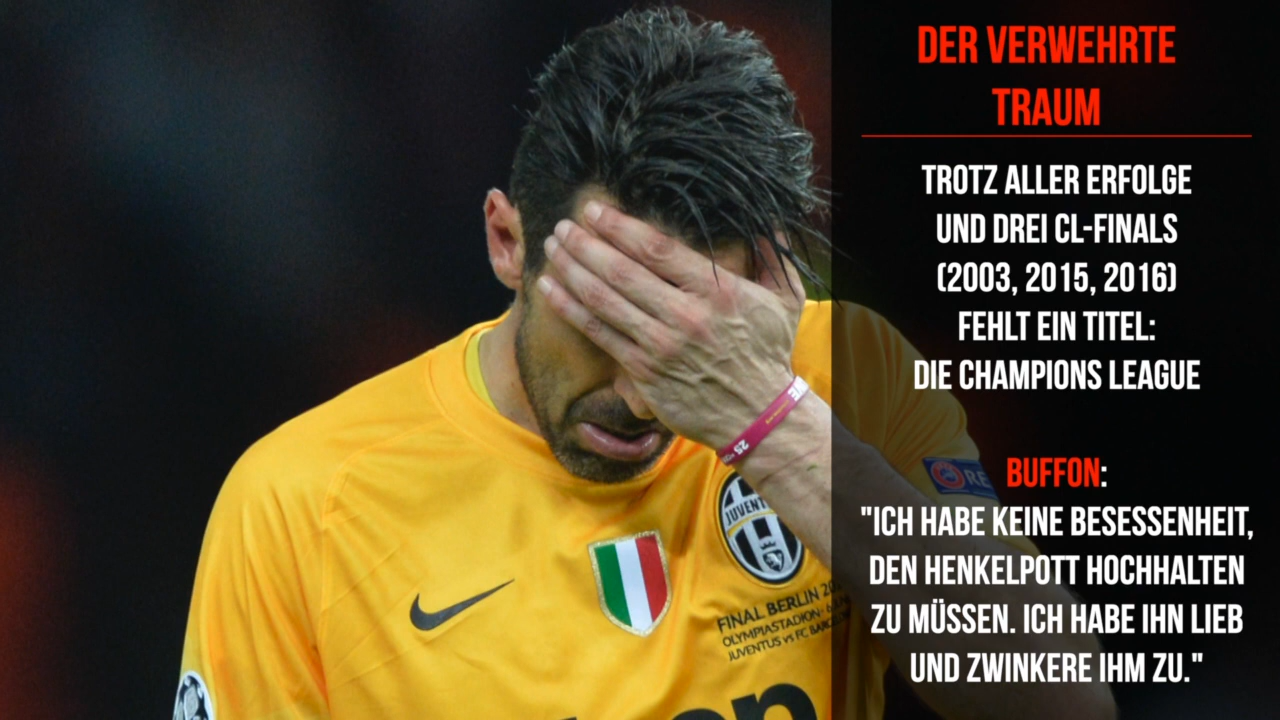 DER VERWEHRTE
TRAUM
TROTZ ALLER ERFOLGE
UND DREI CL-FINALS
(2003, 2015, 2016)
FEHLT EIN TITEL:
DIE CHAMPIONS LEAGUE
BUFFON:
"ICH HABE KEINE BESESSENHEIT,
DEN HENKELPOTT HOCHHALTEN
ZU MÜSSEN. ICH HABE IHN LIEB
UND ZWINKERE IHM ZU."
25
RE
JUVENTUS
FINAL BERLIN
OLYMPIASTADION
JUVENTUS vs FC BARCELONA